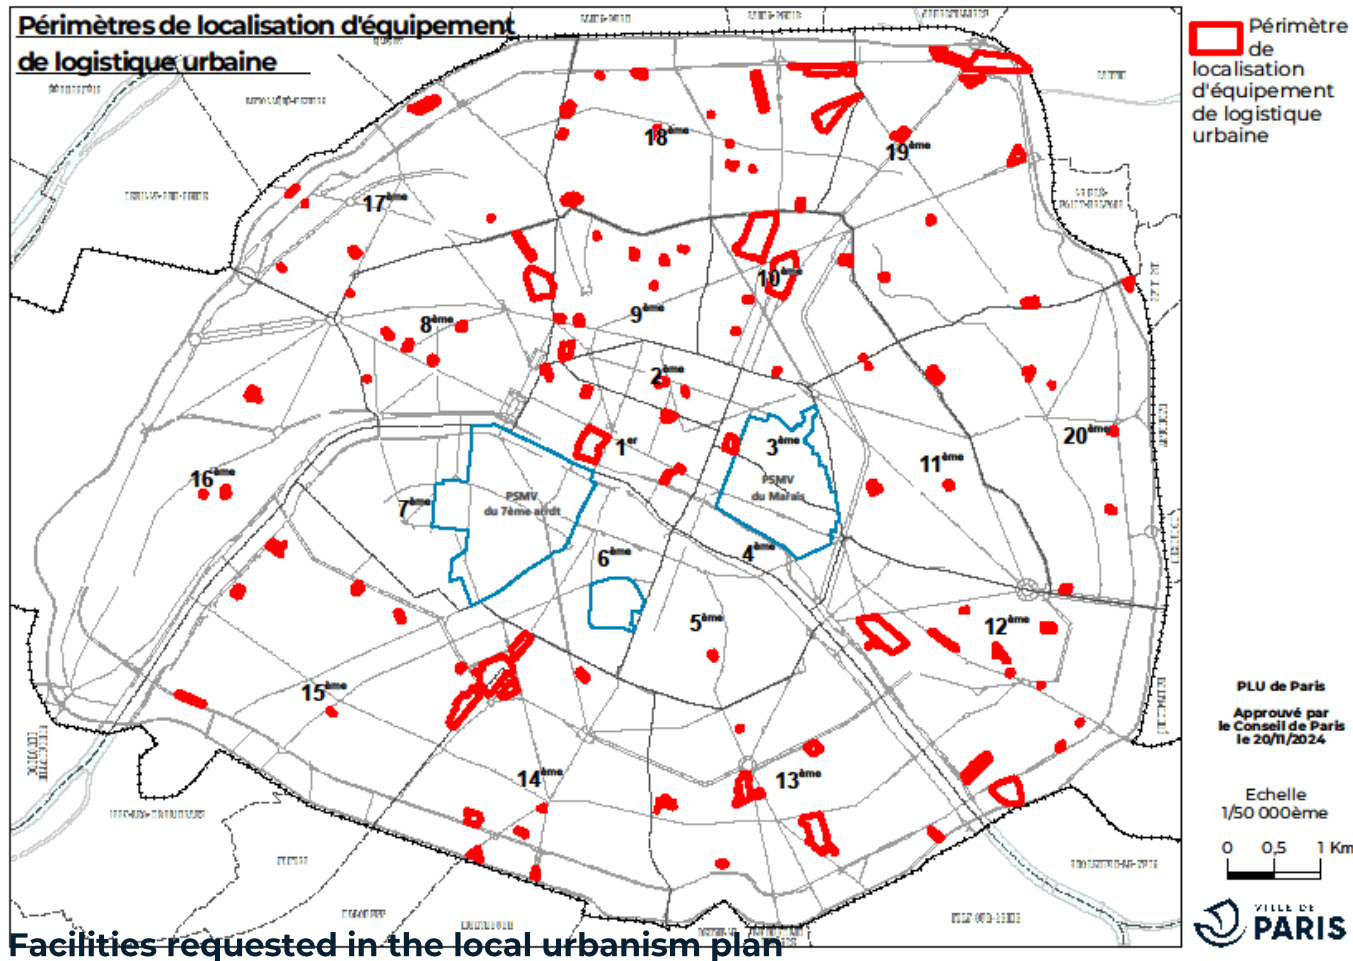 Périmètres de localisation d'équipement
de logistique urbaine
Périmètre
de
localisation
d'équipement
de logistique
urbaine
18ème
19ème
17ème
10ème
9ème
8ème
2ème
1er
3ème
20ème
11ème
16ème
7ème
PSMV
du 7ème arrdt
PSMV
du Marais
6ème
4ème
5ème
12ème
15ème
14ème
13ème
PLU de Paris
Approuvé par
le Conseil de Paris
le 20/11/2024
Echelle
1/50 000ème
0 0,5 1 Km
VILLE DE
PARIS
Facilities requested in the local urbanism plan